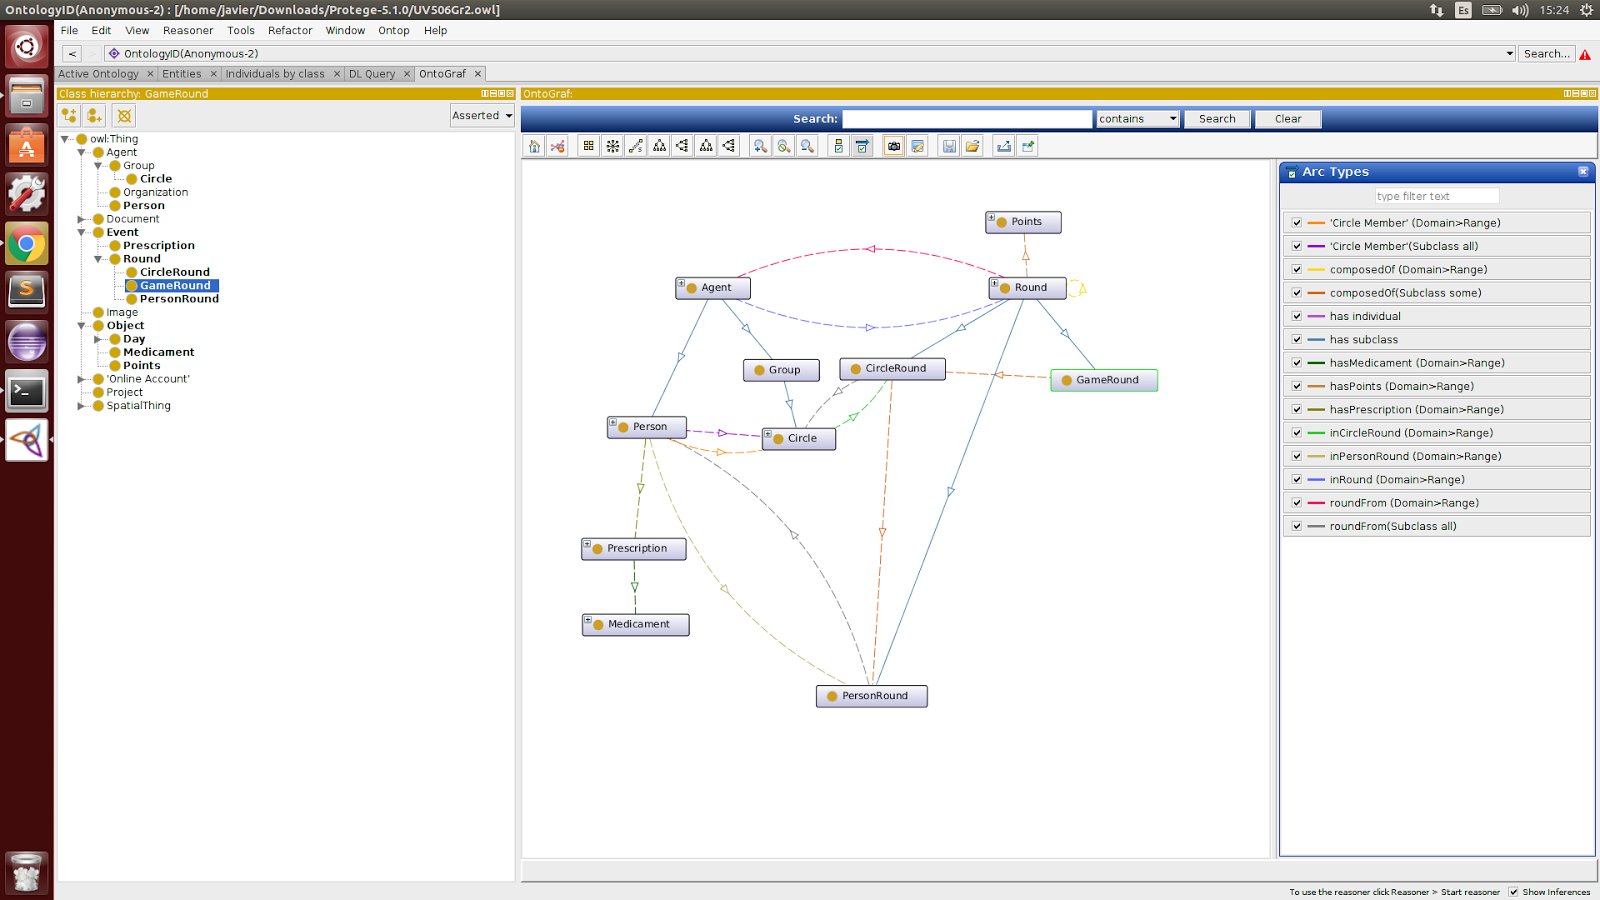 OntologyID(Anonymous-2) : [/home/javier/Downloads/Protege-5.1.0/UV506Gr2.owl]
Es
15:24
File Edit View Reasoner Tools Refactor Window Ontop Help
< > OntologyID(Anonymous-2) Search...
Active Ontology × Entities × Individuals by class × DL Query × OntoGraf ×
Class hierarchy: GameRound
Asserted
owl:Thing
Agent
Group
Circle
Organization
Person
Document
Event
Prescription
Round
CircleRound
GameRound
PersonRound
Image
Object
Day
Medicament
Points
'Online Account'
Project
SpatialThing
OntoGraf:
Search: contains Search Clear
Points
Agent
Round
Group
CircleRound
GameRound
Person
Circle
Prescription
Medicament
PersonRound
Arc Types
type filter text
'Circle Member' (Domain>Range)
'Circle Member'(Subclass all)
composedOf (Domain>Range)
composedOf(Subclass some)
has individual
has subclass
hasMedicament (Domain>Range)
hasPoints (Domain>Range)
hasPrescription (Domain>Range)
inCircleRound (Domain>Range)
inPersonRound (Domain>Range)
inRound (Domain>Range)
roundFrom (Domain>Range)
roundFrom(Subclass all)
To use the reasoner click Reasoner > Start reasoner Show Inferences